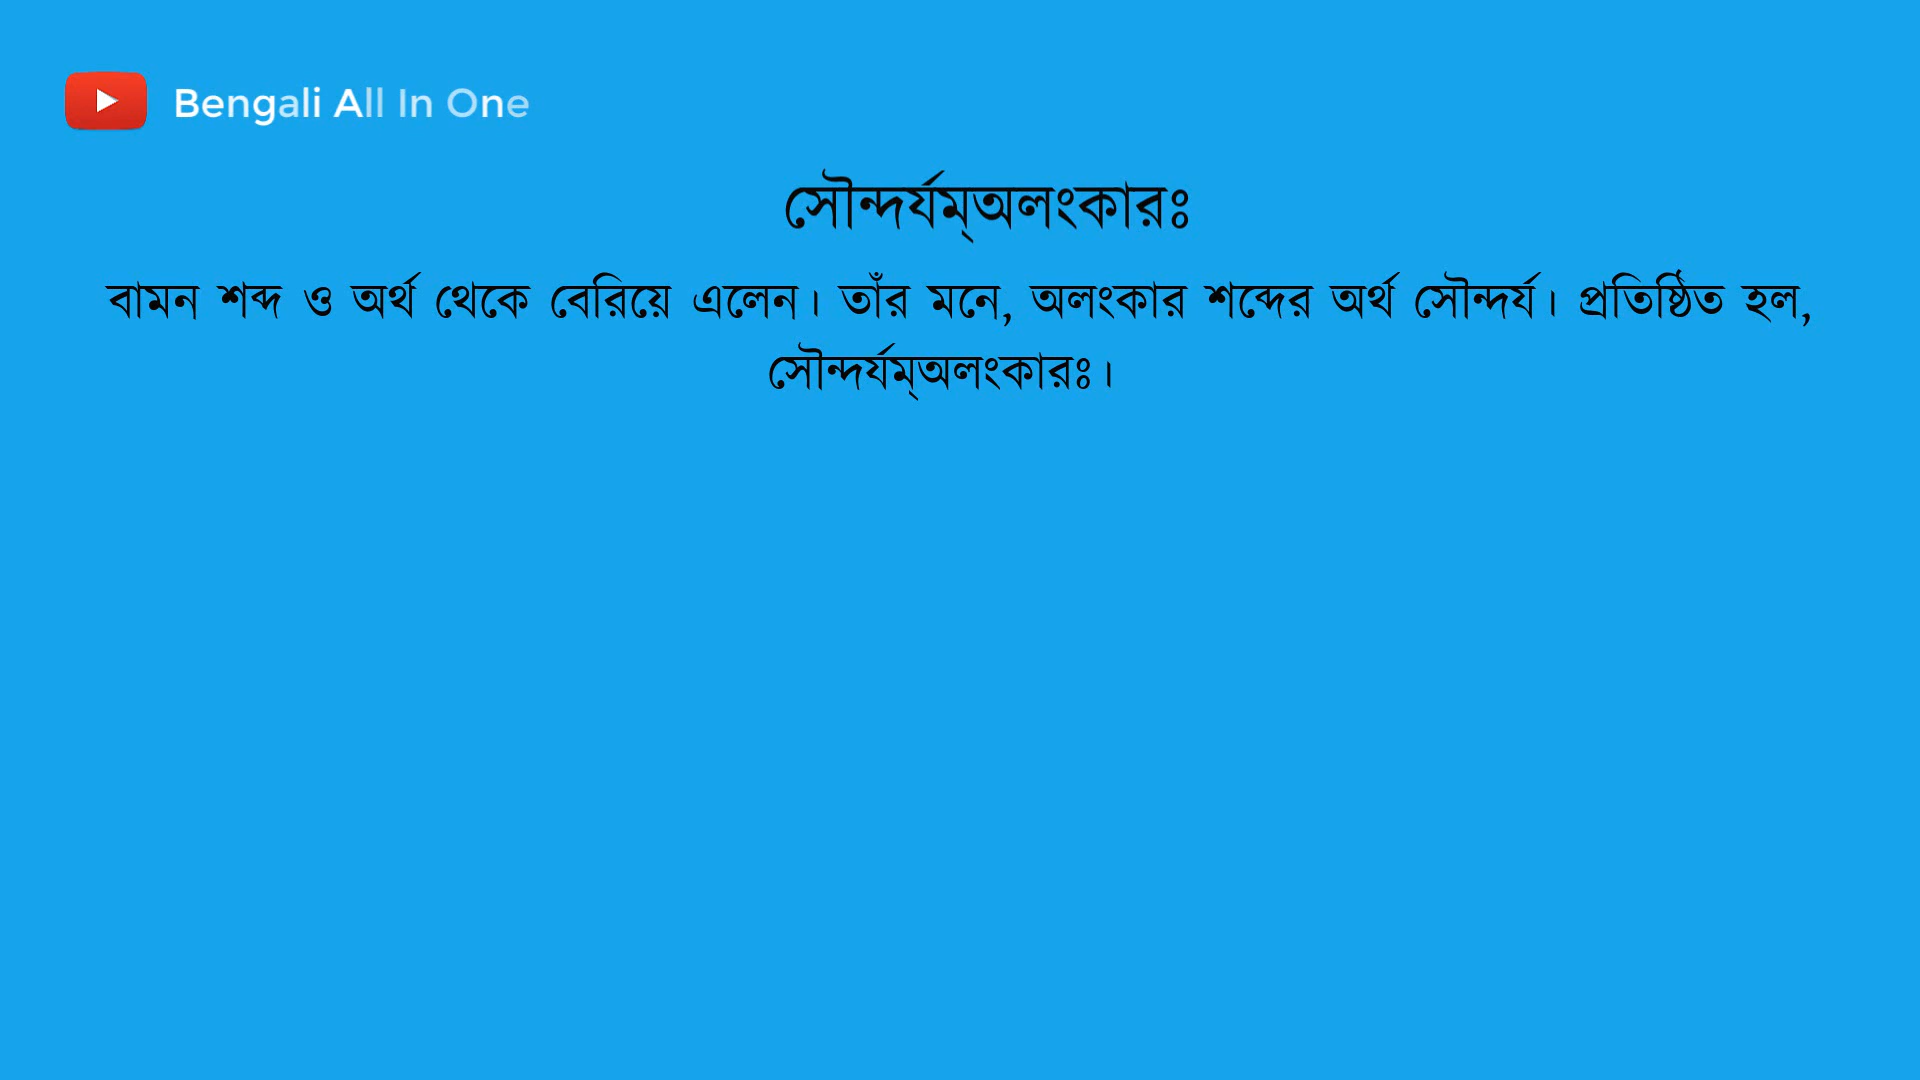 Bengali All In One
সৌন্দর্যম্অলংকারঃ
বামন শব্দ ও অর্থ থেকে বেরিয়ে এলেন। তাঁর মনে, অলংকার শব্দের অর্থ সৌন্দর্য। প্রতিষ্ঠিত হল,
সৌন্দর্যম্অলংকারঃ।